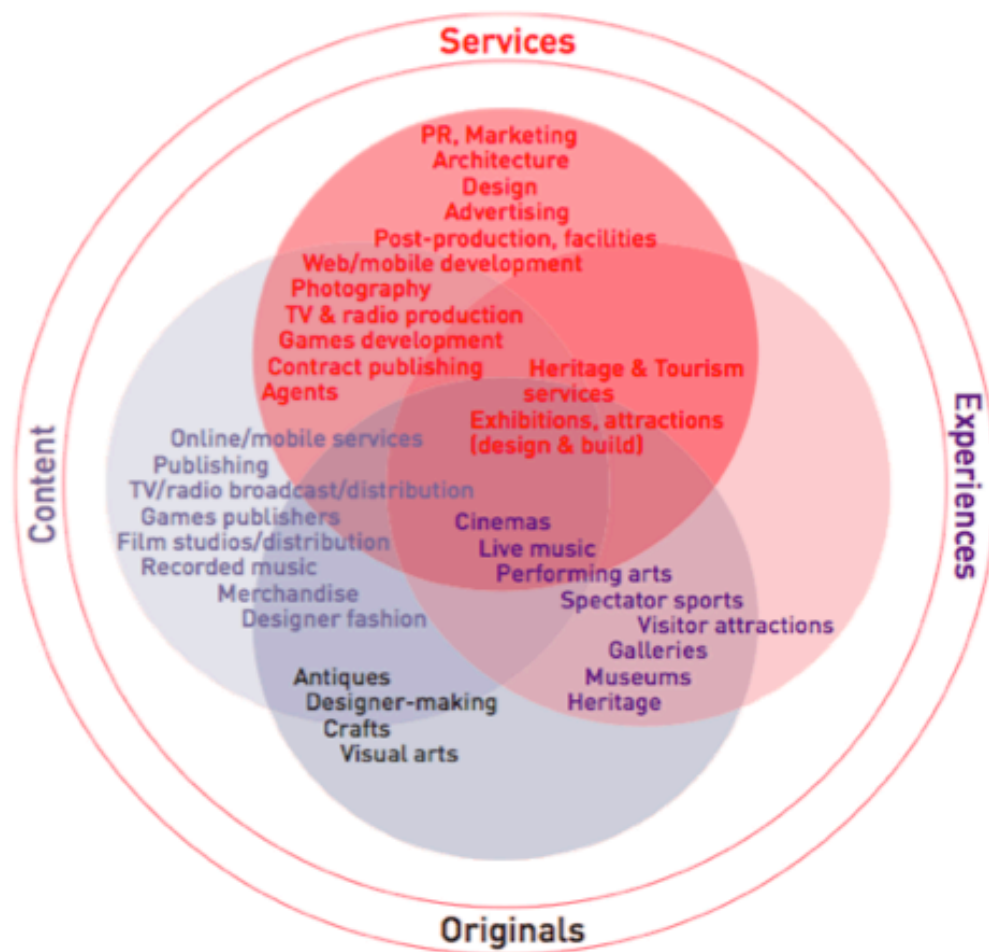 Services
PR, Marketing
Architecture
Design
Advertising
Post-production, facilities
Web/mobile development
Photography
TV & radio production
Games development
Contract publishing
Agents
Heritage & Tourism
services
Exhibitions, attractions
(design & build)
Content
Online/mobile services
Publishing
TV/radio broadcast/distribution
Games publishers
Film studios/distribution
Recorded music
Merchandise
Designer fashion
Experiences
Cinemas
Live music
Performing arts
Spectator sports
Visitor attractions
Galleries
Museums
Heritage
Antiques
Designer-making
Crafts
Visual arts
Originals